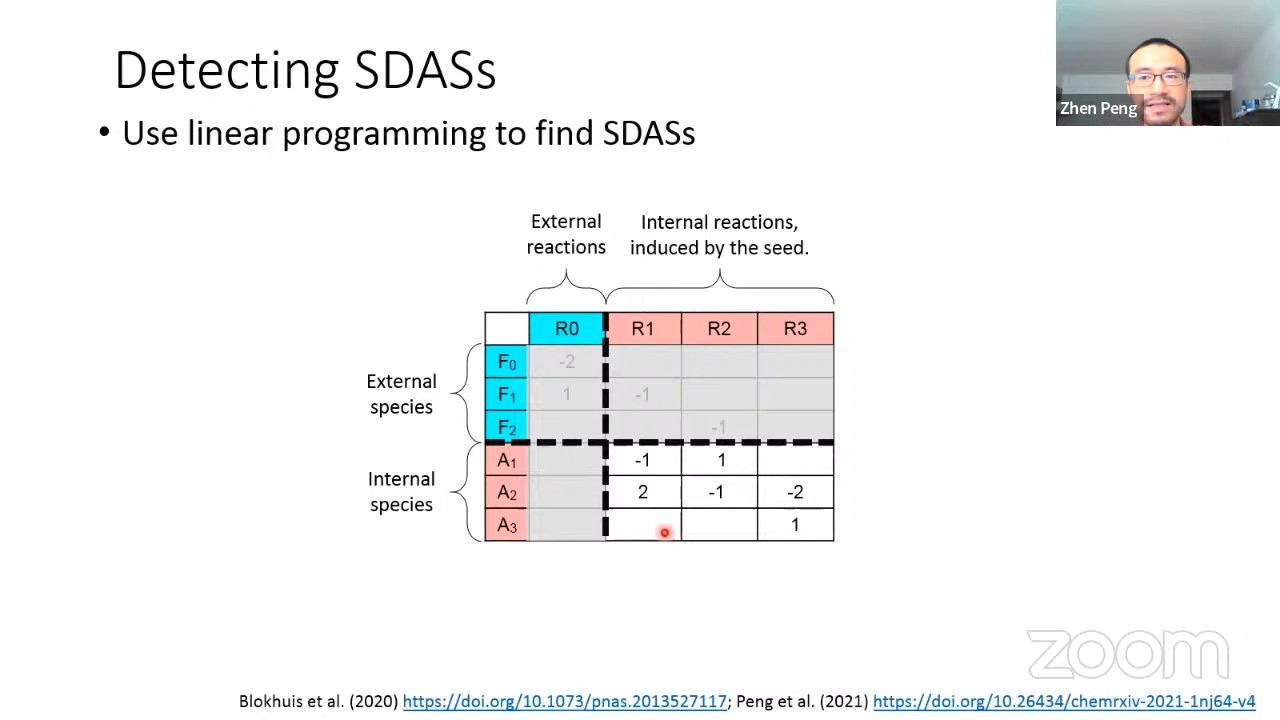 Detecting SDASs
Zhen Peng
• Use linear programming to find SDASs
External
reactions
Internal reactions,
induced by the seed.
R0 R1 R2 R3
External
species
F0 -2
F1 1 -1
F2 -1
Internal
species
A1 -1 1
A2 2 -1 -2
A3 1
zoom
Blokhuis et al. (2020) https://doi.org/10.1073/pnas.2013527117; Peng et al. (2021) https://doi.org/10.26434/chemrxiv-2021-1nj64-v4